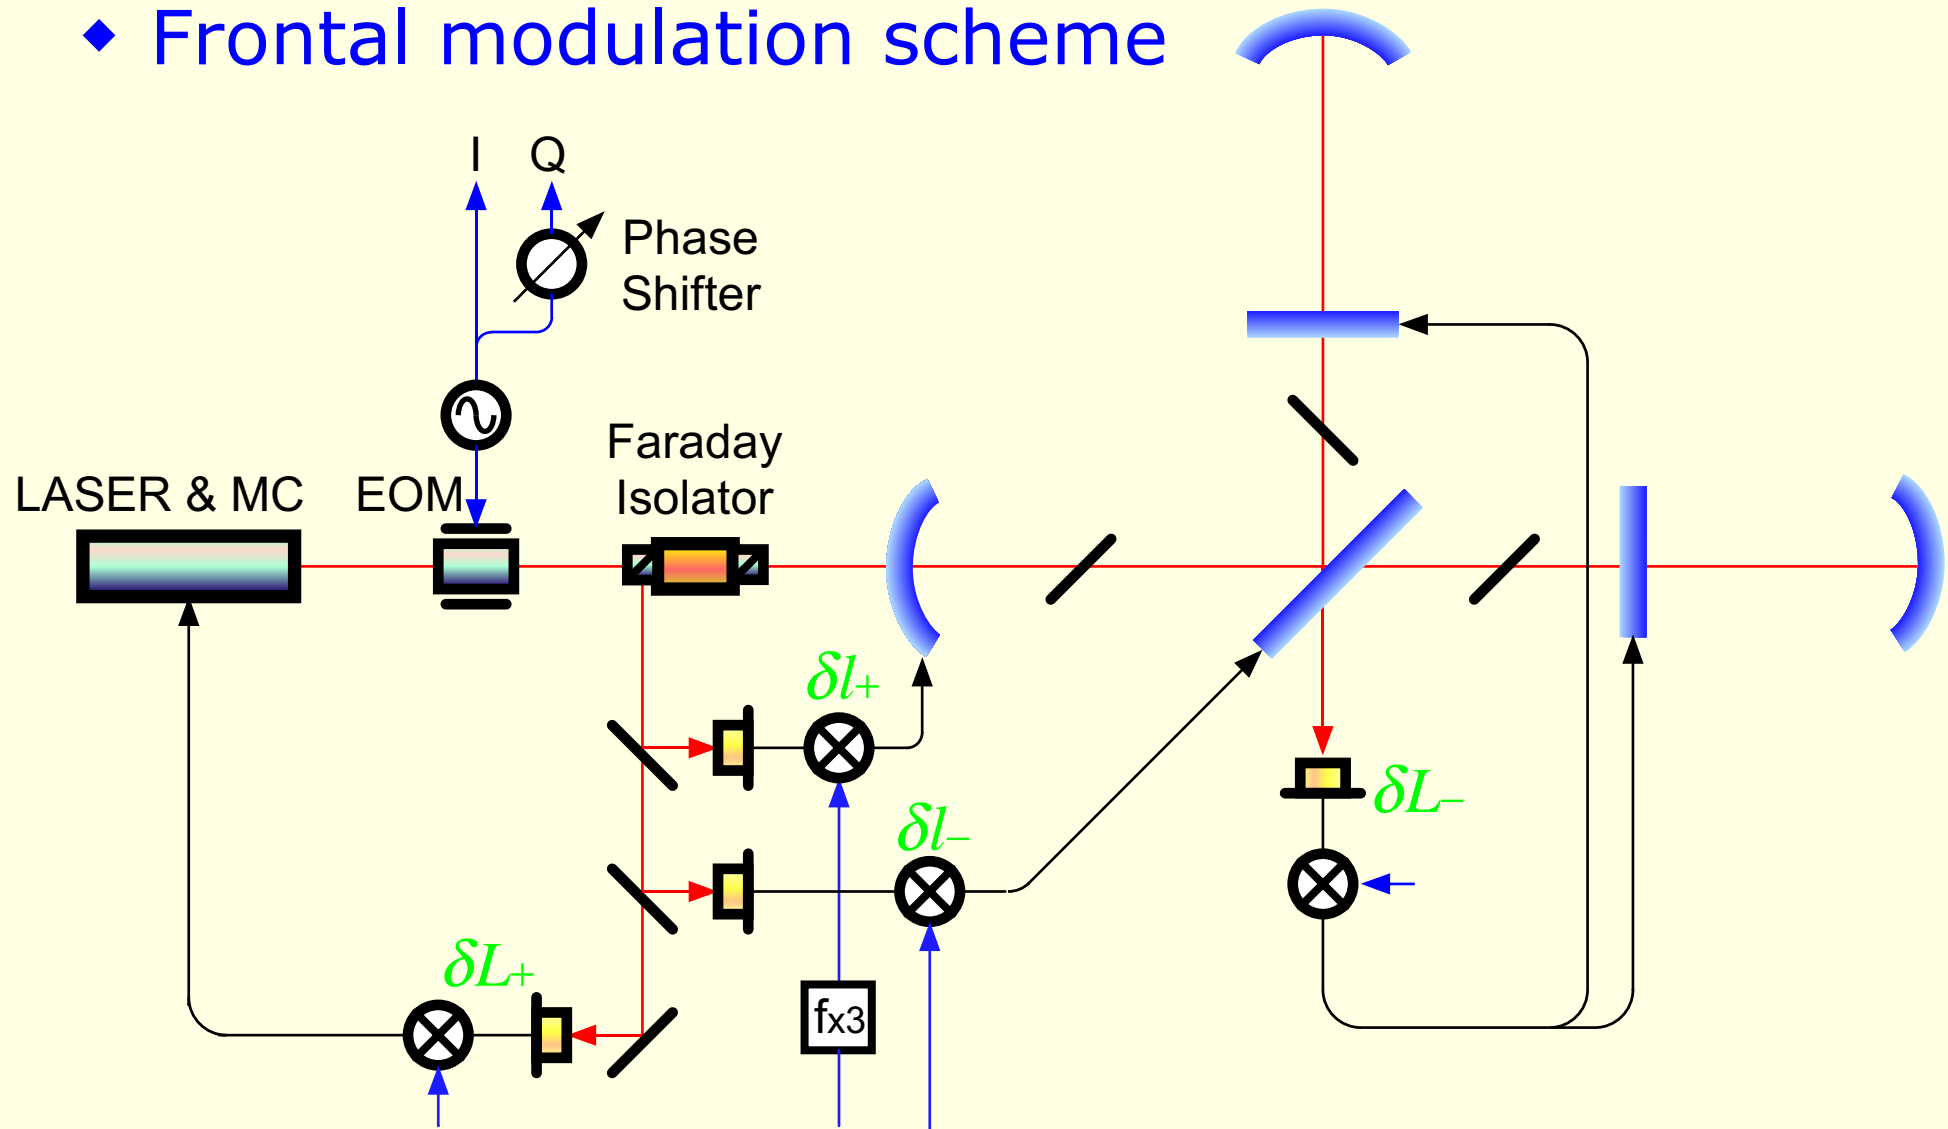 ◆ Frontal modulation scheme
I Q
Phase
Shifter
Faraday
Isolator
LASER & MC EOM
δl+
δL−
δl−
δL+
fx3